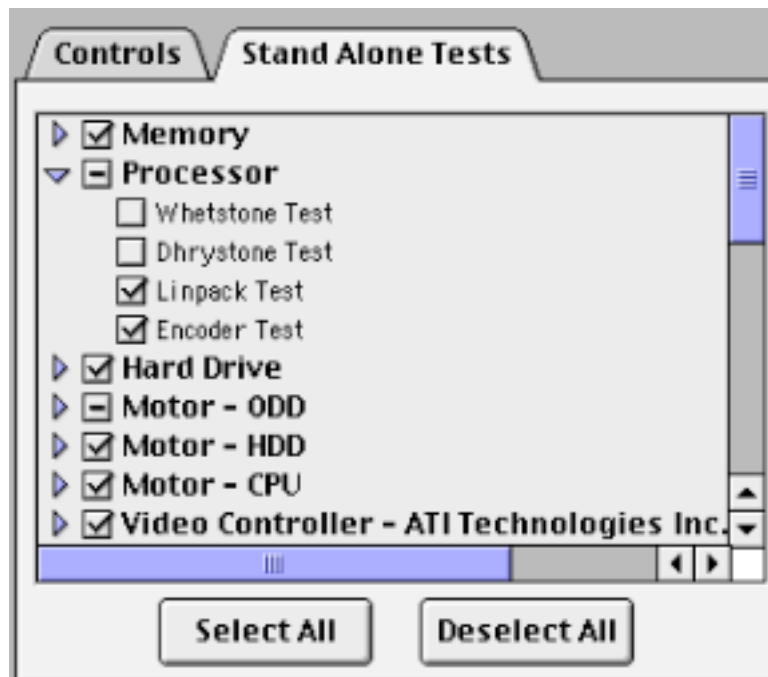 Controls
Stand Alone Tests
Memory
Processor
Whetstone Test
Dhrystone Test
Linpack Test
Encoder Test
Hard Drive
Motor - ODD
Motor - HDD
Motor - CPU
Video Controller - ATI Technologies Inc.
Select All
Deselect All